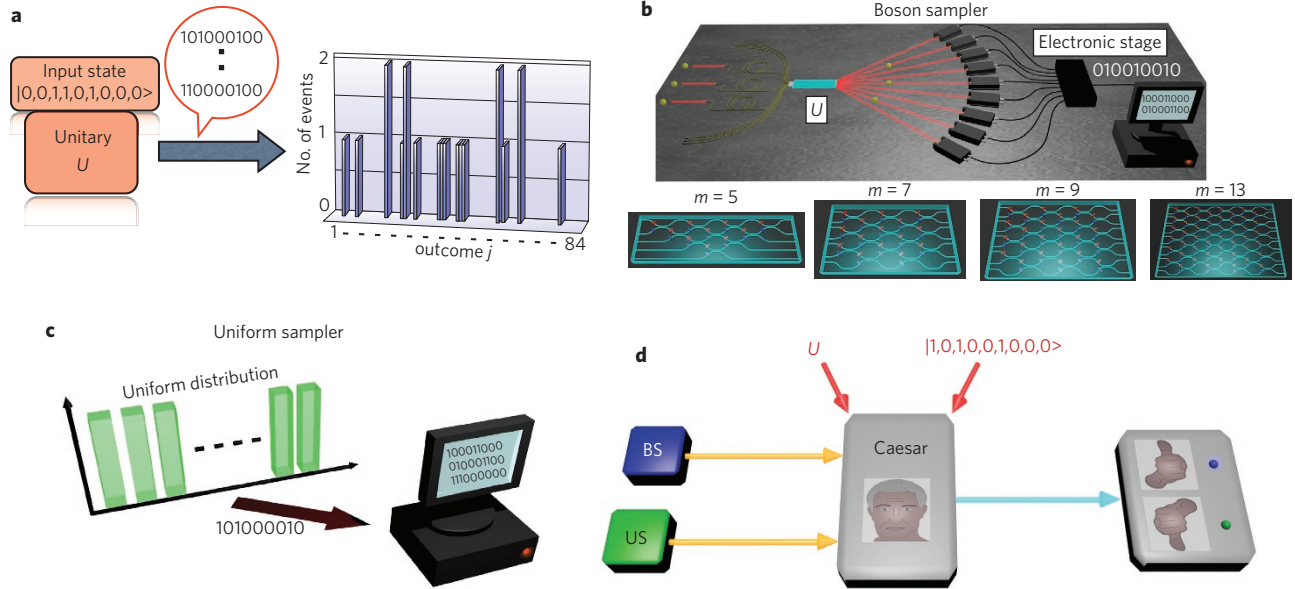 a
Input state
|0,0,1,1,0,1,0,0,0>
Unitary
U
101000100
110000100
No. of events
2
1
0
1
outcome j
84
b
Boson sampler
U
Electronic stage
010010010
100011000
010001100
m = 5
m = 7
m = 9
m = 13
c
Uniform sampler
Uniform distribution
101000010
100011000
010001100
111000000
d
U
|1,0,1,0,0,1,0,0,0>
BS
US
Caesar